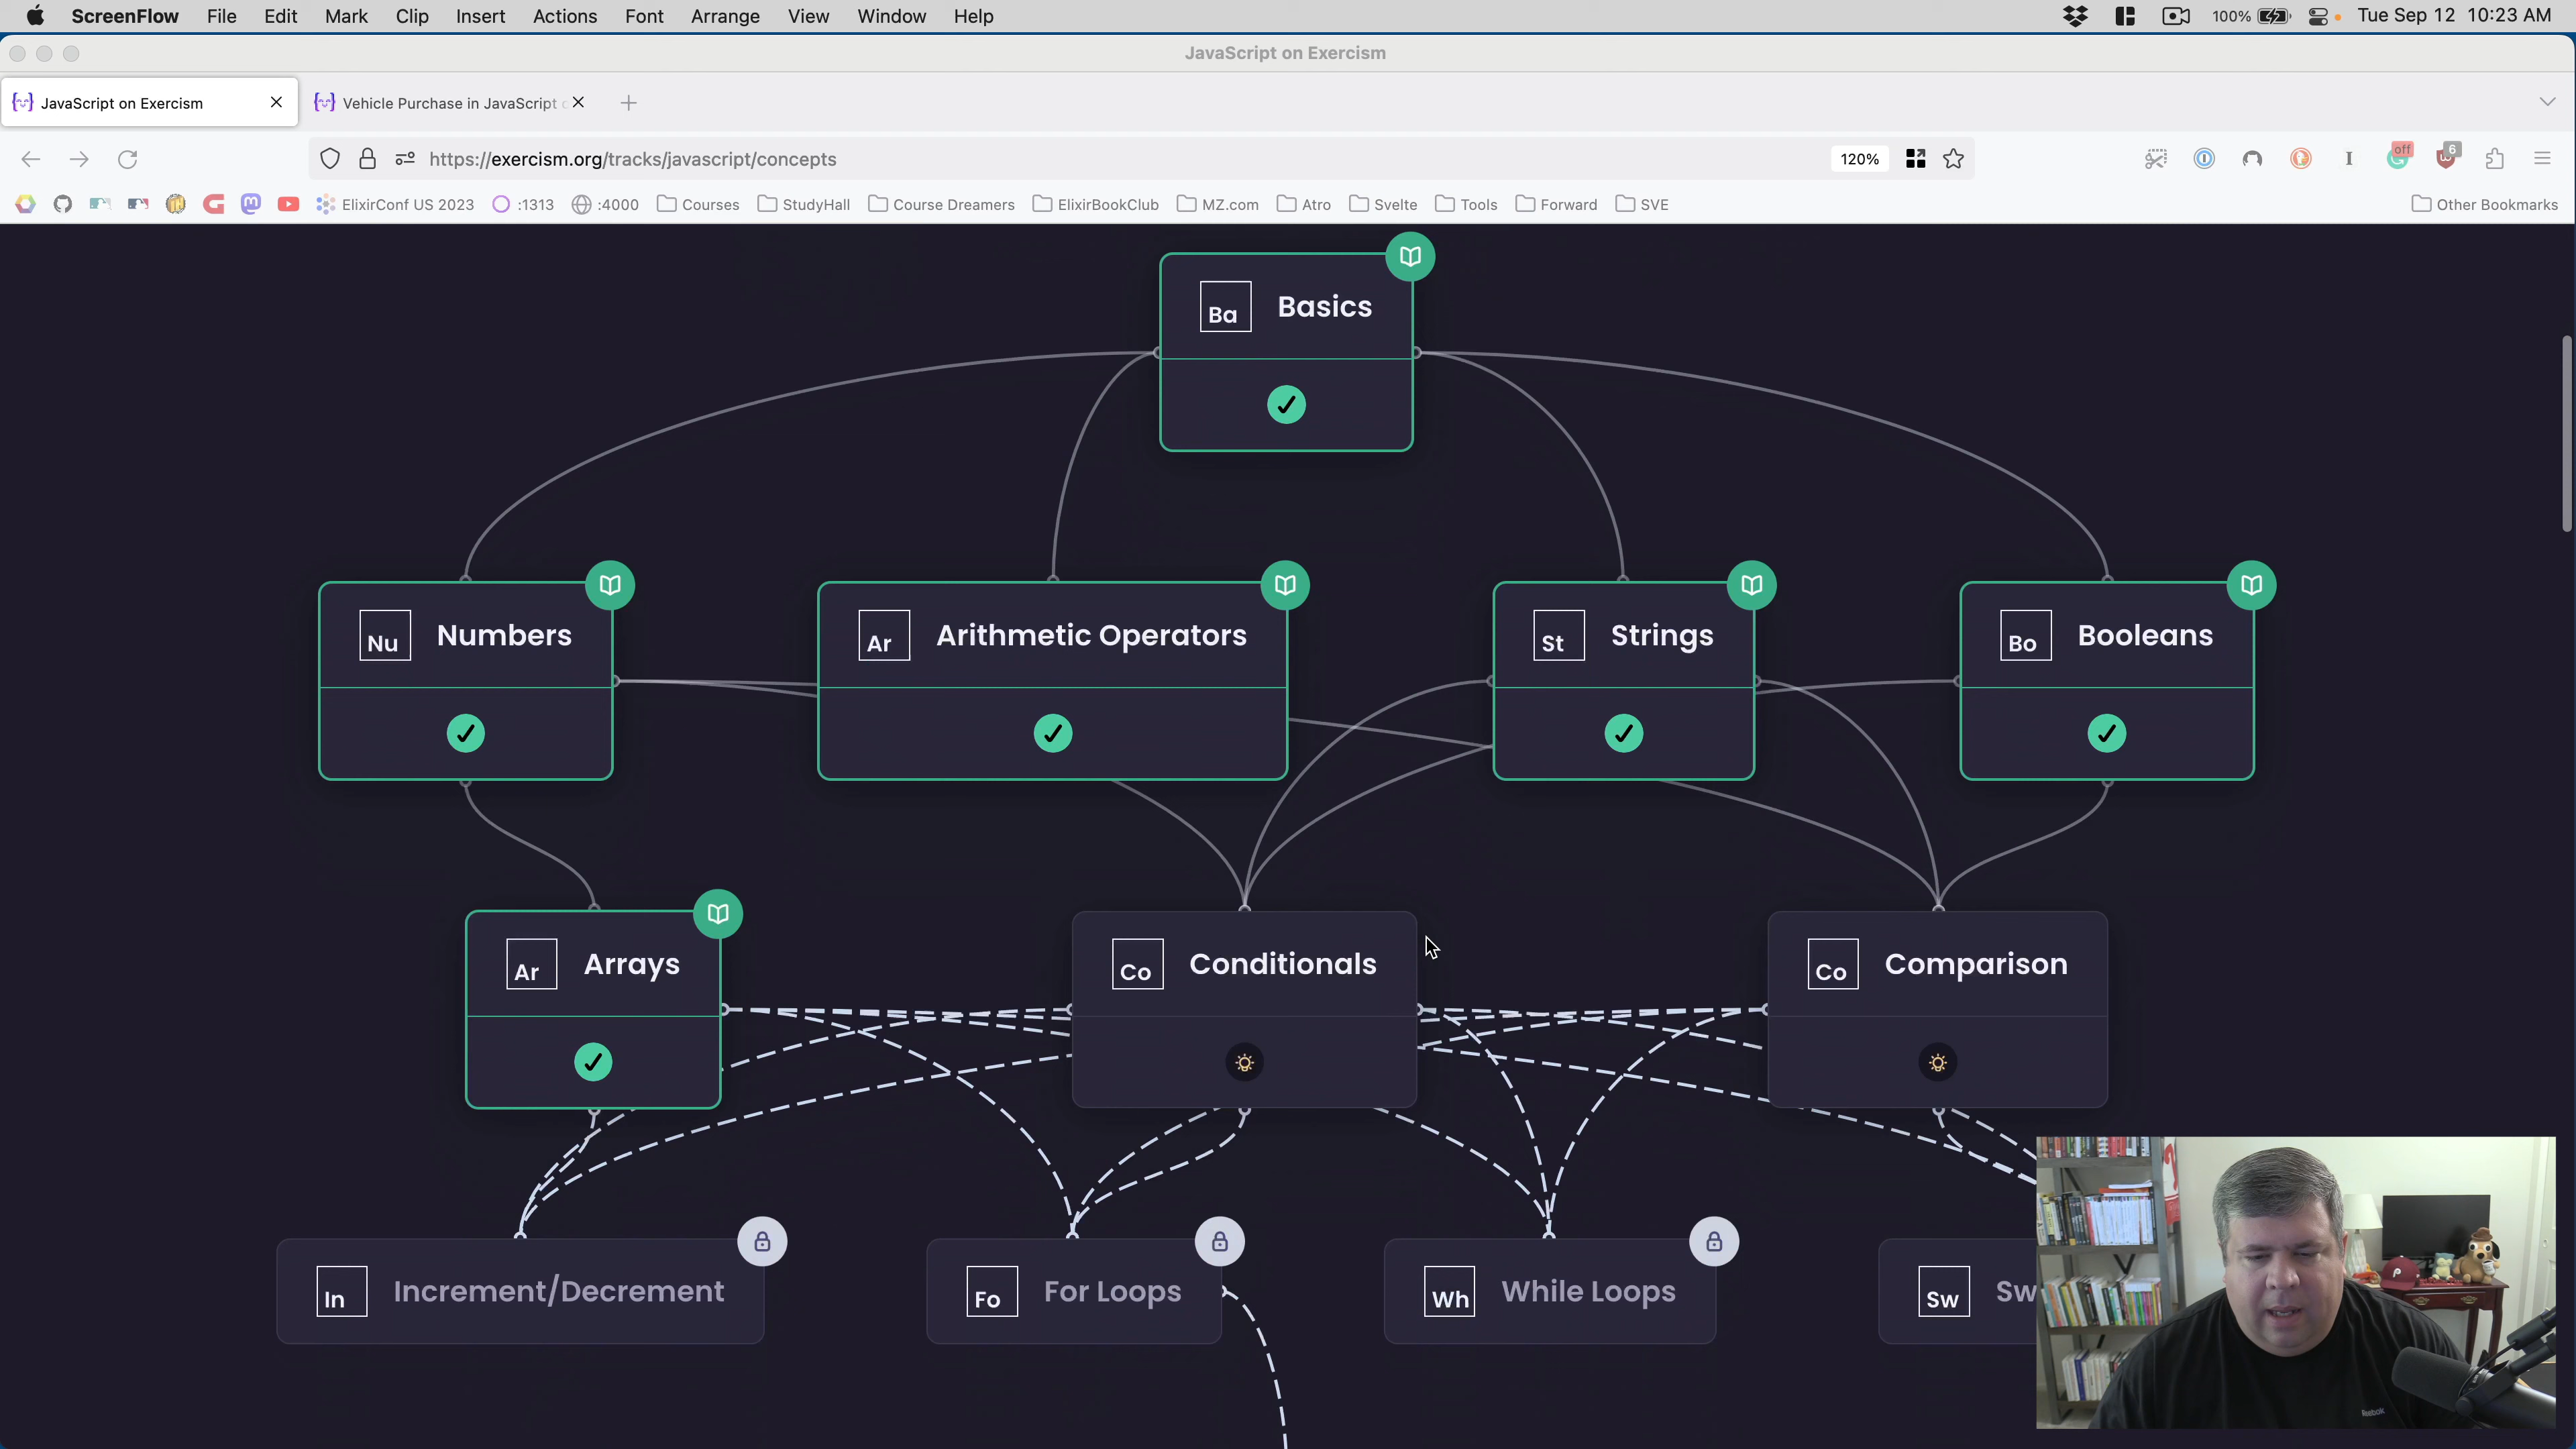 ScreenFlow File Edit Mark Clip Insert Actions Font Arrange View Window Help 100% Tue Sep 12 10:23 AM
JavaScript on Exercism
JavaScript on Exercism Vehicle Purchase in JavaScript
https://exercism.org/tracks/javascript/concepts 120% off 6
ElixirConf US 2023 :1313 :4000 Courses StudyHall Course Dreamers ElixirBookClub MZ.com Atro Svelte Tools Forward SVE Other Bookmarks
Ba Basics
Nu Numbers
Ar Arithmetic Operators
St Strings
Bo Booleans
Ar Arrays
Co Conditionals
Co Comparison
In Increment/Decrement
Fo For Loops
Wh While Loops
Sw Sw
Reebok